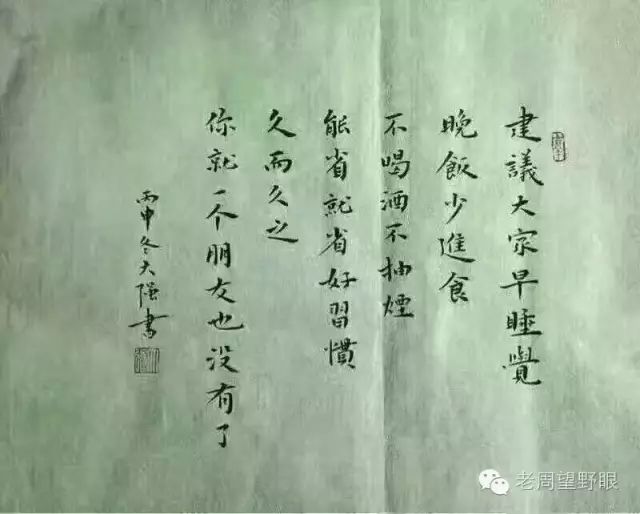 建議大家早睡覺
晚飯少進食
不喝酒不抽煙
能省就省好習慣
久而久之
你就一个朋友也没有了
丙申冬大強書
老周望野眼